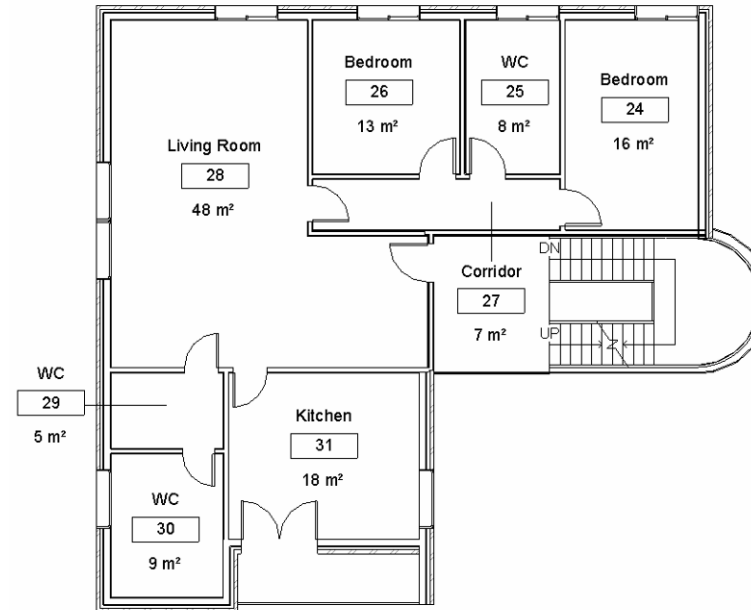 Bedroom
26
13 m²
WC
25
8 m²
Bedroom
24
16 m²
Living Room
28
48 m²
Corridor
27
7 m²
DN
UP
WC
29
5 m²
Kitchen
31
18 m²
WC
30
9 m²